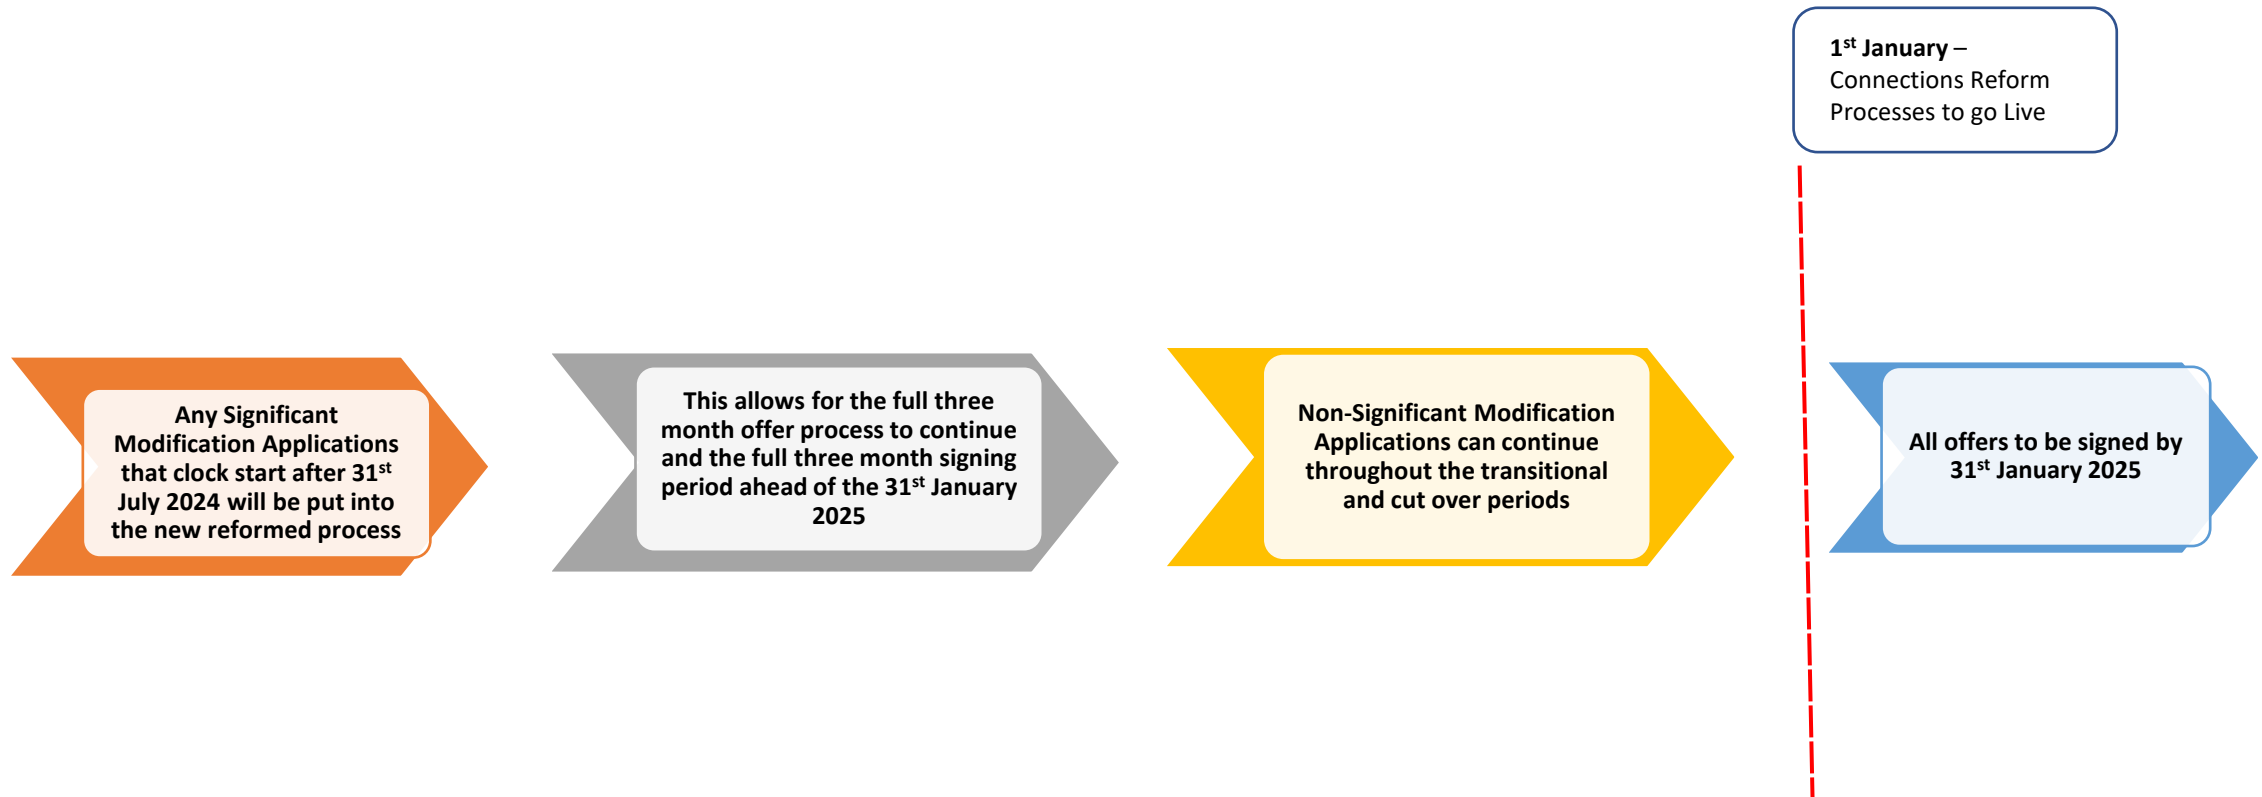 1st January –
Connections Reform
Processes to go Live
Any Significant
Modification Applications
that clock start after 31st
July 2024 will be put into
the new reformed process
This allows for the full three
month offer process to continue
and the full three month signing
period ahead of the 31st January
2025
Non-Significant Modification
Applications can continue
throughout the transitional
and cut over periods
All offers to be signed by
31st January 2025